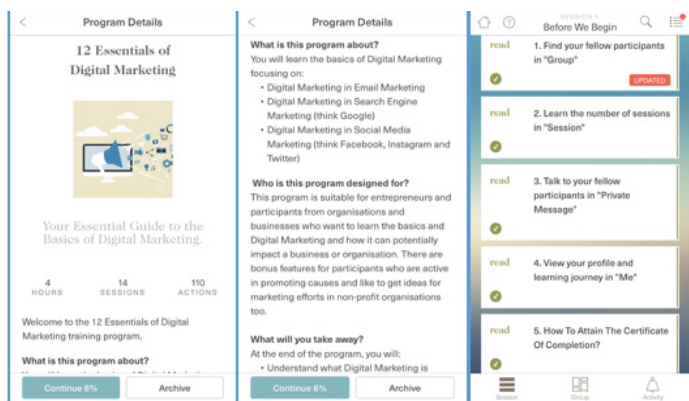 Program Details
12 Essentials of
Digital Marketing
Your Essential Guide to the
Basics of Digital Marketing.
4
HOURS
14
SESSIONS
110
ACTIONS
Welcome to the 12 Essentials of Digital
Marketing training program.
What is this program about?
Continue 6%
Archive
Program Details
What is this program about?
You will learn the basics of Digital Marketing
focusing on:
• Digital Marketing in Email Marketing
• Digital Marketing in Search Engine
Marketing (think Google)
• Digital Marketing in Social Media
Marketing (think Facebook, Instagram and
Twitter)
Who is this program designed for?
This program is suitable for entrepreneurs and
participants from organisations and
businesses who want to learn the basics and
Digital Marketing and how it can potentially
impact a business or organisation. There are
bonus features for participants who are active
in promoting causes and like to get ideas for
marketing efforts in non-profit organisations
too.
What will you take away?
At the end of the program, you will:
• Understand what Digital Marketing is
Continue 6%
Archive
SESSION 1
Before We Begin
read
1. Find your fellow participants
in "Group"
UPDATED
read
2. Learn the number of sessions
in "Session"
read
3. Talk to your fellow
participants in "Private
Message"
read
4. View your profile and
learning journey in "Me"
read
5. How To Attain The Certificate
Of Completion?
Session
Group
Activity